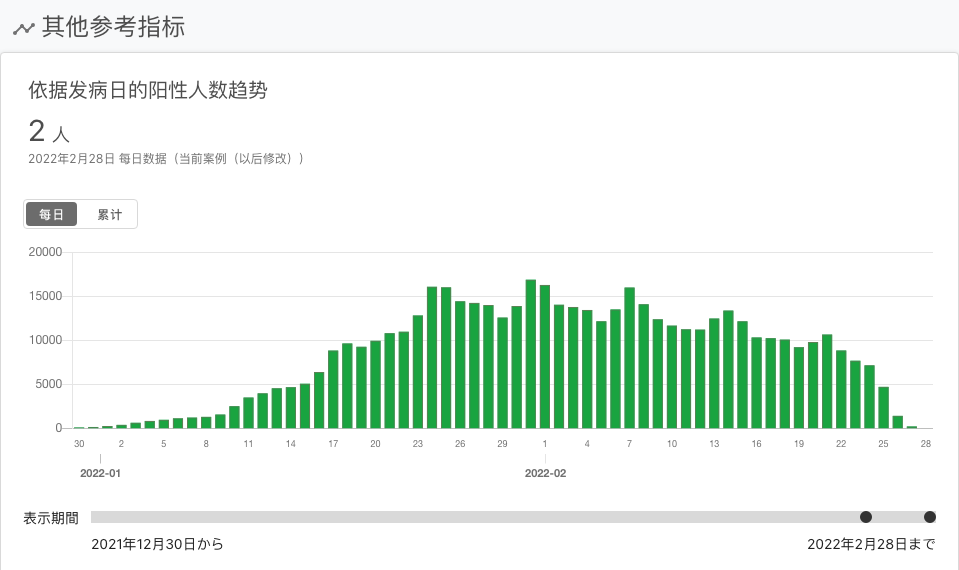 其他参考指标
依据发病日的阳性人数趋势
2 人
2022年2月28日 每日数据（当前案例（以后修改））
每日 累计
20000
15000
10000
5000
0
30 2 5 8 11 14 17 20 23 26 29 1 4 7 10 13 16 19 22 25 28
2022-01 2022-02
表示期間
2021年12月30日から 2022年2月28日まで